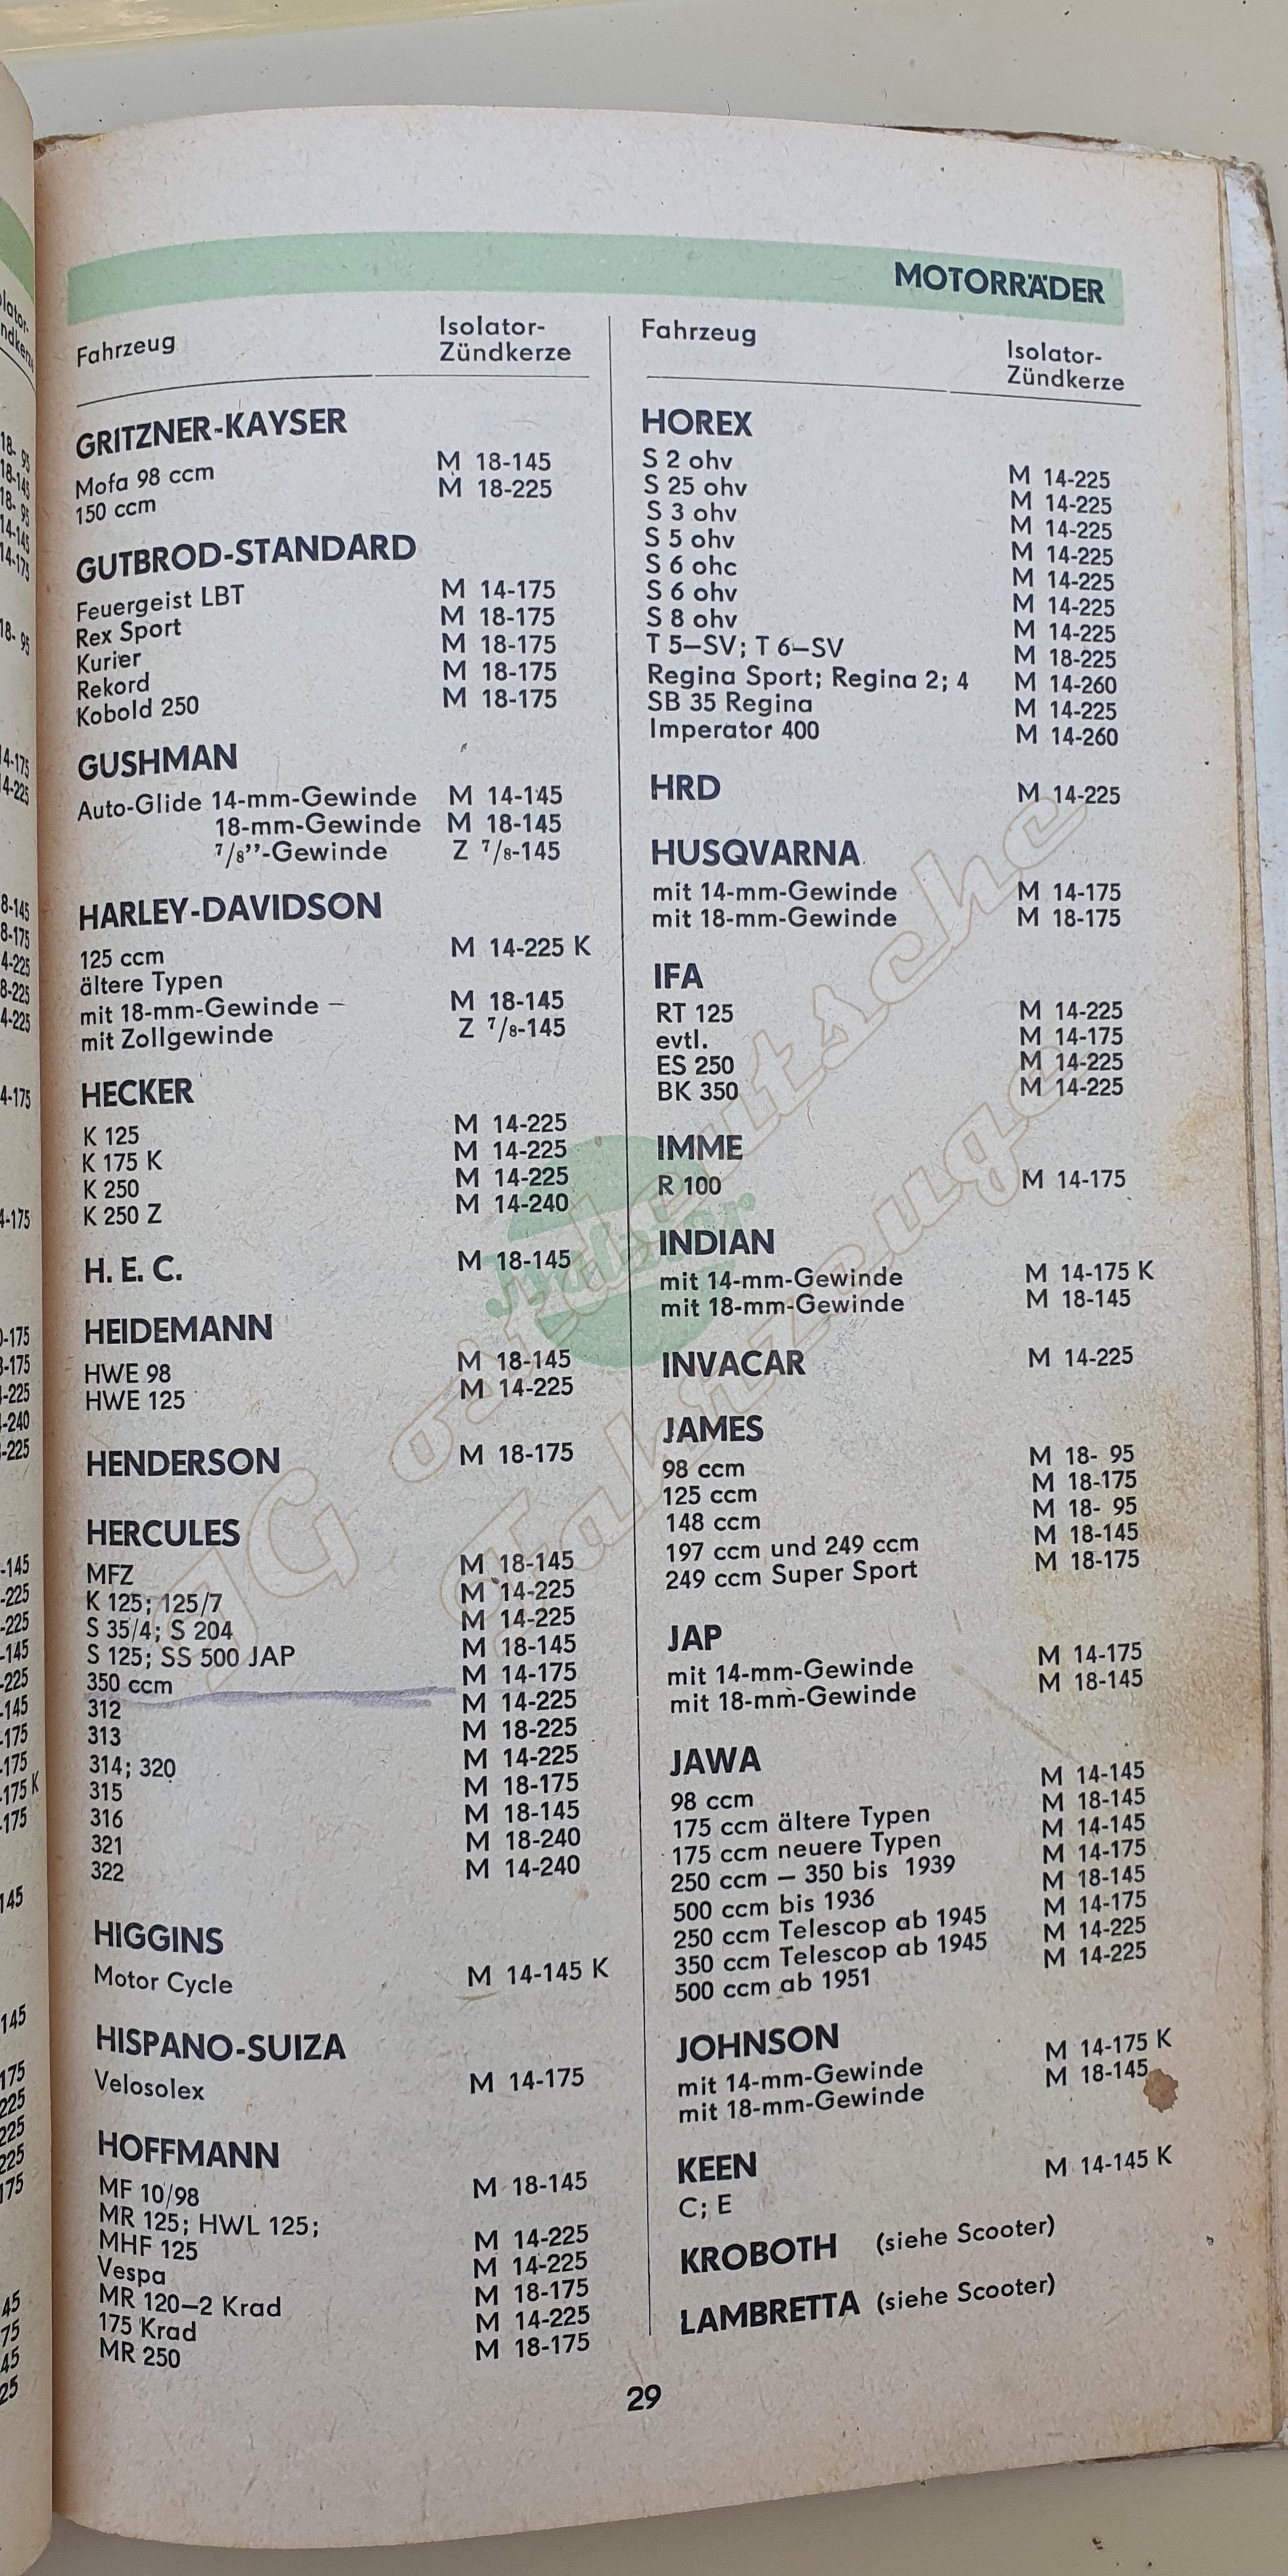 MOTORRÄDER
Fahrzeug Isolator-
Zündkerze
GRITZNER-KAYSER
Mofa 98 ccm M 18-145
150 ccm M 18-225
GUTBROD-STANDARD
Feuergeist LBT M 14-175
Rex Sport M 18-175
Kurier M 18-175
Rekord M 18-175
Kobold 250 M 18-175
GUSHMAN
Auto-Glide 14-mm-Gewinde M 14-145
18-mm-Gewinde M 18-145
7/8’’-Gewinde Z 7/8-145
HARLEY-DAVIDSON
125 ccm M 14-225 K
ältere Typen
mit 18-mm-Gewinde – M 18-145
mit Zollgewinde Z 7/8-145
HECKER
K 125 M 14-225
K 175 K M 14-225
K 250 M 14-225
K 250 Z M 14-240
H. E. C. M 18-145
HEIDEMANN
HWE 98 M 18-145
HWE 125 M 14-225
HENDERSON M 18-175
HERCULES
MFZ M 18-145
K 125; 125/7 M 14-225
S 35/4; S 204 M 14-225
S 125; SS 500 JAP M 18-145
350 ccm M 14-175
312 M 14-225
313 M 18-225
314; 320 M 14-225
315 M 18-175
316 M 18-145
321 M 18-240
322 M 14-240
HIGGINS
Motor Cycle M 14-145 K
HISPANO-SUIZA
Velosolex M 14-175
HOFFMANN
MF 10/98 M 18-145
MR 125; HWL 125;
MHF 125 M 14-225
Vespa M 14-225
MR 120–2 Krad M 18-175
175 Krad M 14-225
MR 250 M 18-175
Fahrzeug Isolator-
Zündkerze
HOREX
S 2 ohv M 14-225
S 25 ohv M 14-225
S 3 ohv M 14-225
S 5 ohv M 14-225
S 6 ohc M 14-225
S 6 ohv M 14-225
S 8 ohv M 14-225
T 5–SV; T 6–SV M 18-225
Regina Sport; Regina 2; 4 M 14-260
SB 35 Regina M 14-225
Imperator 400 M 14-260
HRD M 14-225
HUSQVARNA
mit 14-mm-Gewinde M 14-175
mit 18-mm-Gewinde M 18-175
IFA
RT 125 M 14-225
evtl. M 14-175
ES 250 M 14-225
BK 350 M 14-225
IMME
R 100 M 14-175
INDIAN
mit 14-mm-Gewinde M 14-175 K
mit 18-mm-Gewinde M 18-145
INVACAR M 14-225
JAMES
98 ccm M 18- 95
125 ccm M 18-175
148 ccm M 18- 95
197 ccm und 249 ccm M 18-145
249 ccm Super Sport M 18-175
JAP
mit 14-mm-Gewinde M 14-175
mit 18-mm-Gewinde M 18-145
JAWA
98 ccm M 14-145
175 ccm ältere Typen M 18-145
175 ccm neuere Typen M 14-145
250 ccm – 350 bis 1939 M 14-175
500 ccm bis 1936 M 18-145
250 ccm Telescop ab 1945 M 14-175
350 ccm Telescop ab 1945 M 14-225
500 ccm ab 1951 M 14-225
JOHNSON
mit 14-mm-Gewinde M 14-175 K
mit 18-mm-Gewinde M 18-145
KEEN M 14-145 K
C; E
KROBOTH (siehe Scooter)
LAMBRETTA (siehe Scooter)
29
IG ostdeutsche
Fahrzeuge